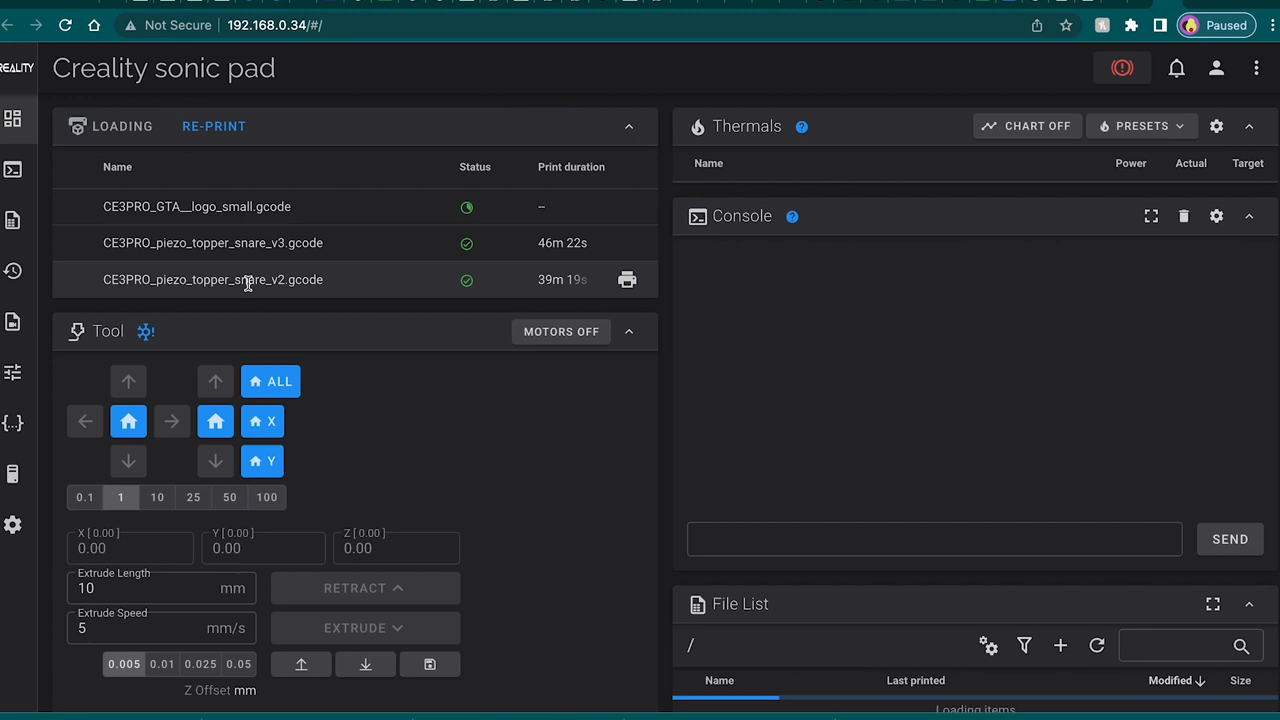 Not Secure 192.168.0.34/#/ Paused
REALITY Creality sonic pad
LOADING RE-PRINT
Name Status Print duration
CE3PRO_GTA__logo_small.gcode --
CE3PRO_piezo_topper_snare_v3.gcode 46m 22s
CE3PRO_piezo_topper_snare_v2.gcode 39m 19s
Tool MOTORS OFF
ALL
X
Y
0.1 1 10 25 50 100
X [ 0.00 ] Y [ 0.00 ] Z [ 0.00 ]
0.00 0.00 0.00
Extrude Length
10 mm RETRACT
Extrude Speed
5 mm/s EXTRUDE
0.005 0.01 0.025 0.05
Z Offset mm
Thermals ? CHART OFF PRESETS
Name Power Actual Target
Console ?
SEND
File List
/
Name Last printed Modified Size
Loading items